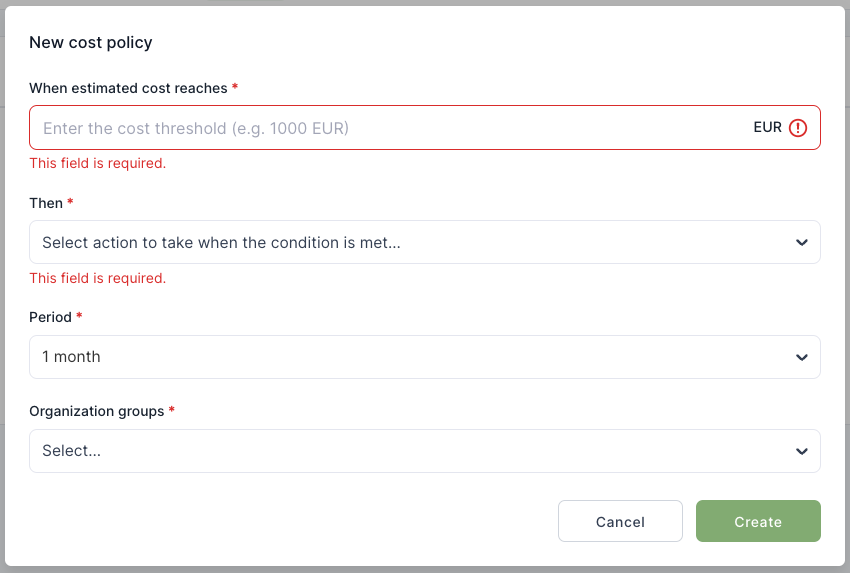 New cost policy
When estimated cost reaches *
Enter the cost threshold (e.g. 1000 EUR) EUR
This field is required.
Then *
Select action to take when the condition is met...
This field is required.
Period *
1 month
Organization groups *
Select...
Cancel Create